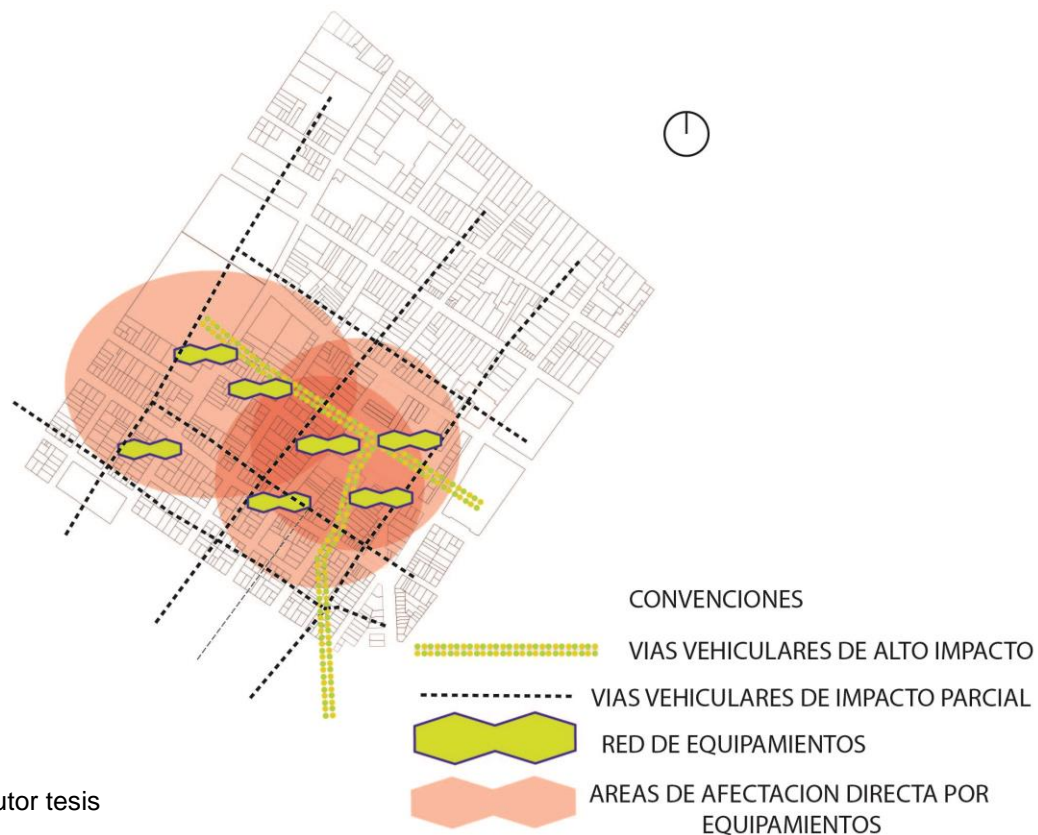 CONVENCIONES
VIAS VEHICULARES DE ALTO IMPACTO
VIAS VEHICULARES DE IMPACTO PARCIAL
RED DE EQUIPAMIENTOS
AREAS DE AFECTACION DIRECTA POR
EQUIPAMIENTOS
utor tesis